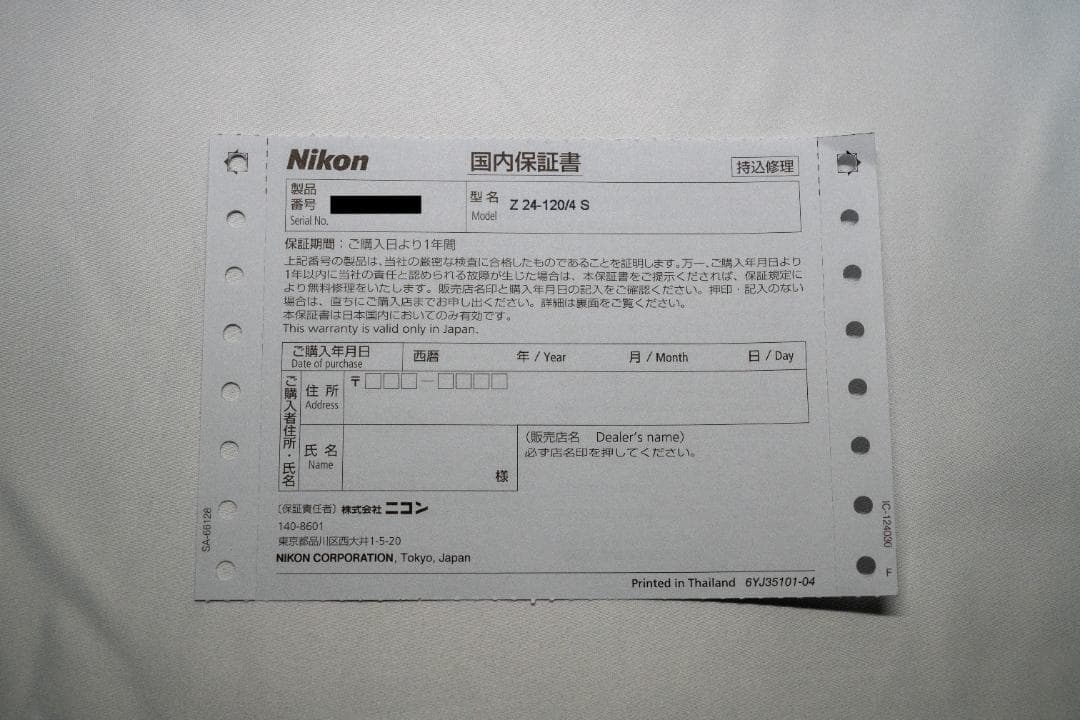 Nikon 国内保証書 持込修理
製品番号 Serial No.
型名 Model Z 24-120/4 S
保証期間：ご購入日より1年間
上記番号の製品は、当社の厳密な検査に合格したものであることを証明します。万一、ご購入年月日より
1年以内に当社の責任と認められる故障が生じた場合は、本保証書をご提示くだされば、保証規定に
より無料修理をいたします。販売店名印と購入年月日の記入をご確認ください。押印・記入のない
場合は、直ちにご購入店までお申し出ください。詳細は裏面をご覧ください。
本保証書は日本国内においてのみ有効です。
This warranty is valid only in Japan.
ご購入年月日 Date of purchase 西暦 年 / Year 月 / Month 日 / Day
ご購入者住所・氏名
住所 Address 〒
氏名 Name 様
（販売店名 Dealer's name）
必ず店名印を押してください。
〔保証責任者〕株式会社 ニコン
140-8601
東京都品川区西大井1-5-20
NIKON CORPORATION, Tokyo, Japan
Printed in Thailand 6YJ35101-04
SA-66128
IC-124030
F